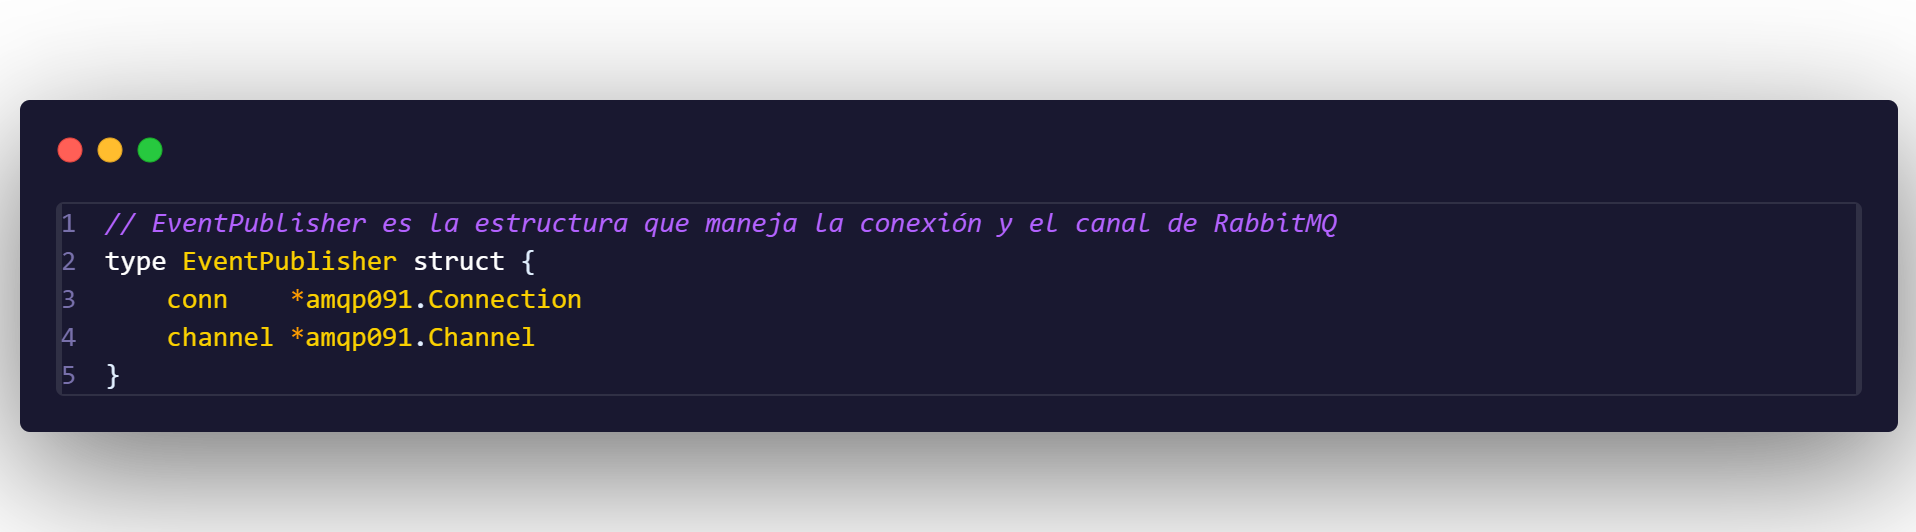 1 // EventPublisher es la estructura que maneja la conexión y el canal de RabbitMQ
2 type EventPublisher struct {
3     conn    *amqp091.Connection
4     channel *amqp091.Channel
5 }